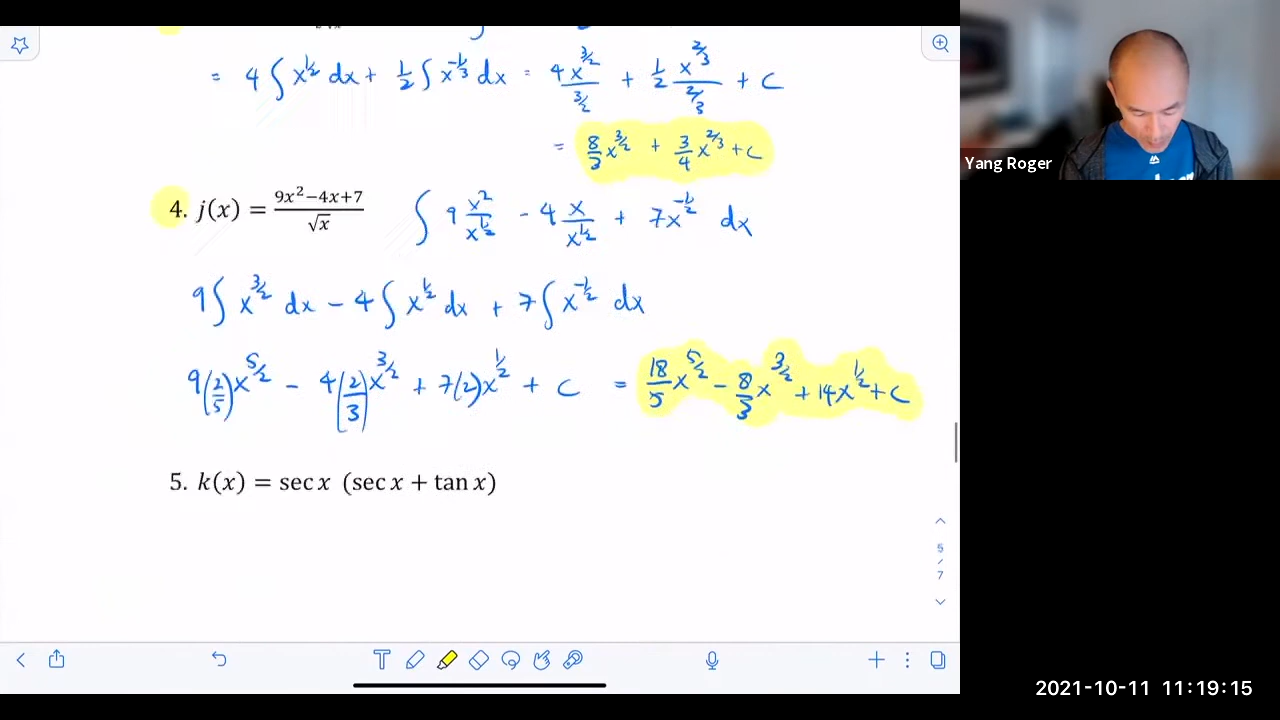 = 4 ∫ x^{1/2} dx + 1/2 ∫ x^{-1/3} dx = 4x^{3/2}/(3/2) + 1/2 x^{2/3}/(2/3) + C
= 8/3 x^{3/2} + 3/4 x^{2/3} + C
4. j(x) = (9x²−4x+7)/√x ∫ 9 x²/x^{1/2} - 4 x/x^{1/2} + 7x^{-1/2} dx
9 ∫ x^{3/2} dx - 4 ∫ x^{1/2} dx + 7 ∫ x^{-1/2} dx
9(2/5)x^{5/2} - 4(2/3)x^{3/2} + 7(2)x^{1/2} + C = 18/5 x^{5/2} - 8/3 x^{3/2} + 14x^{1/2} + C
5. k(x) = sec x (sec x + tan x)
5
/
7
T
Yang Roger
2021-10-11 11:19:15